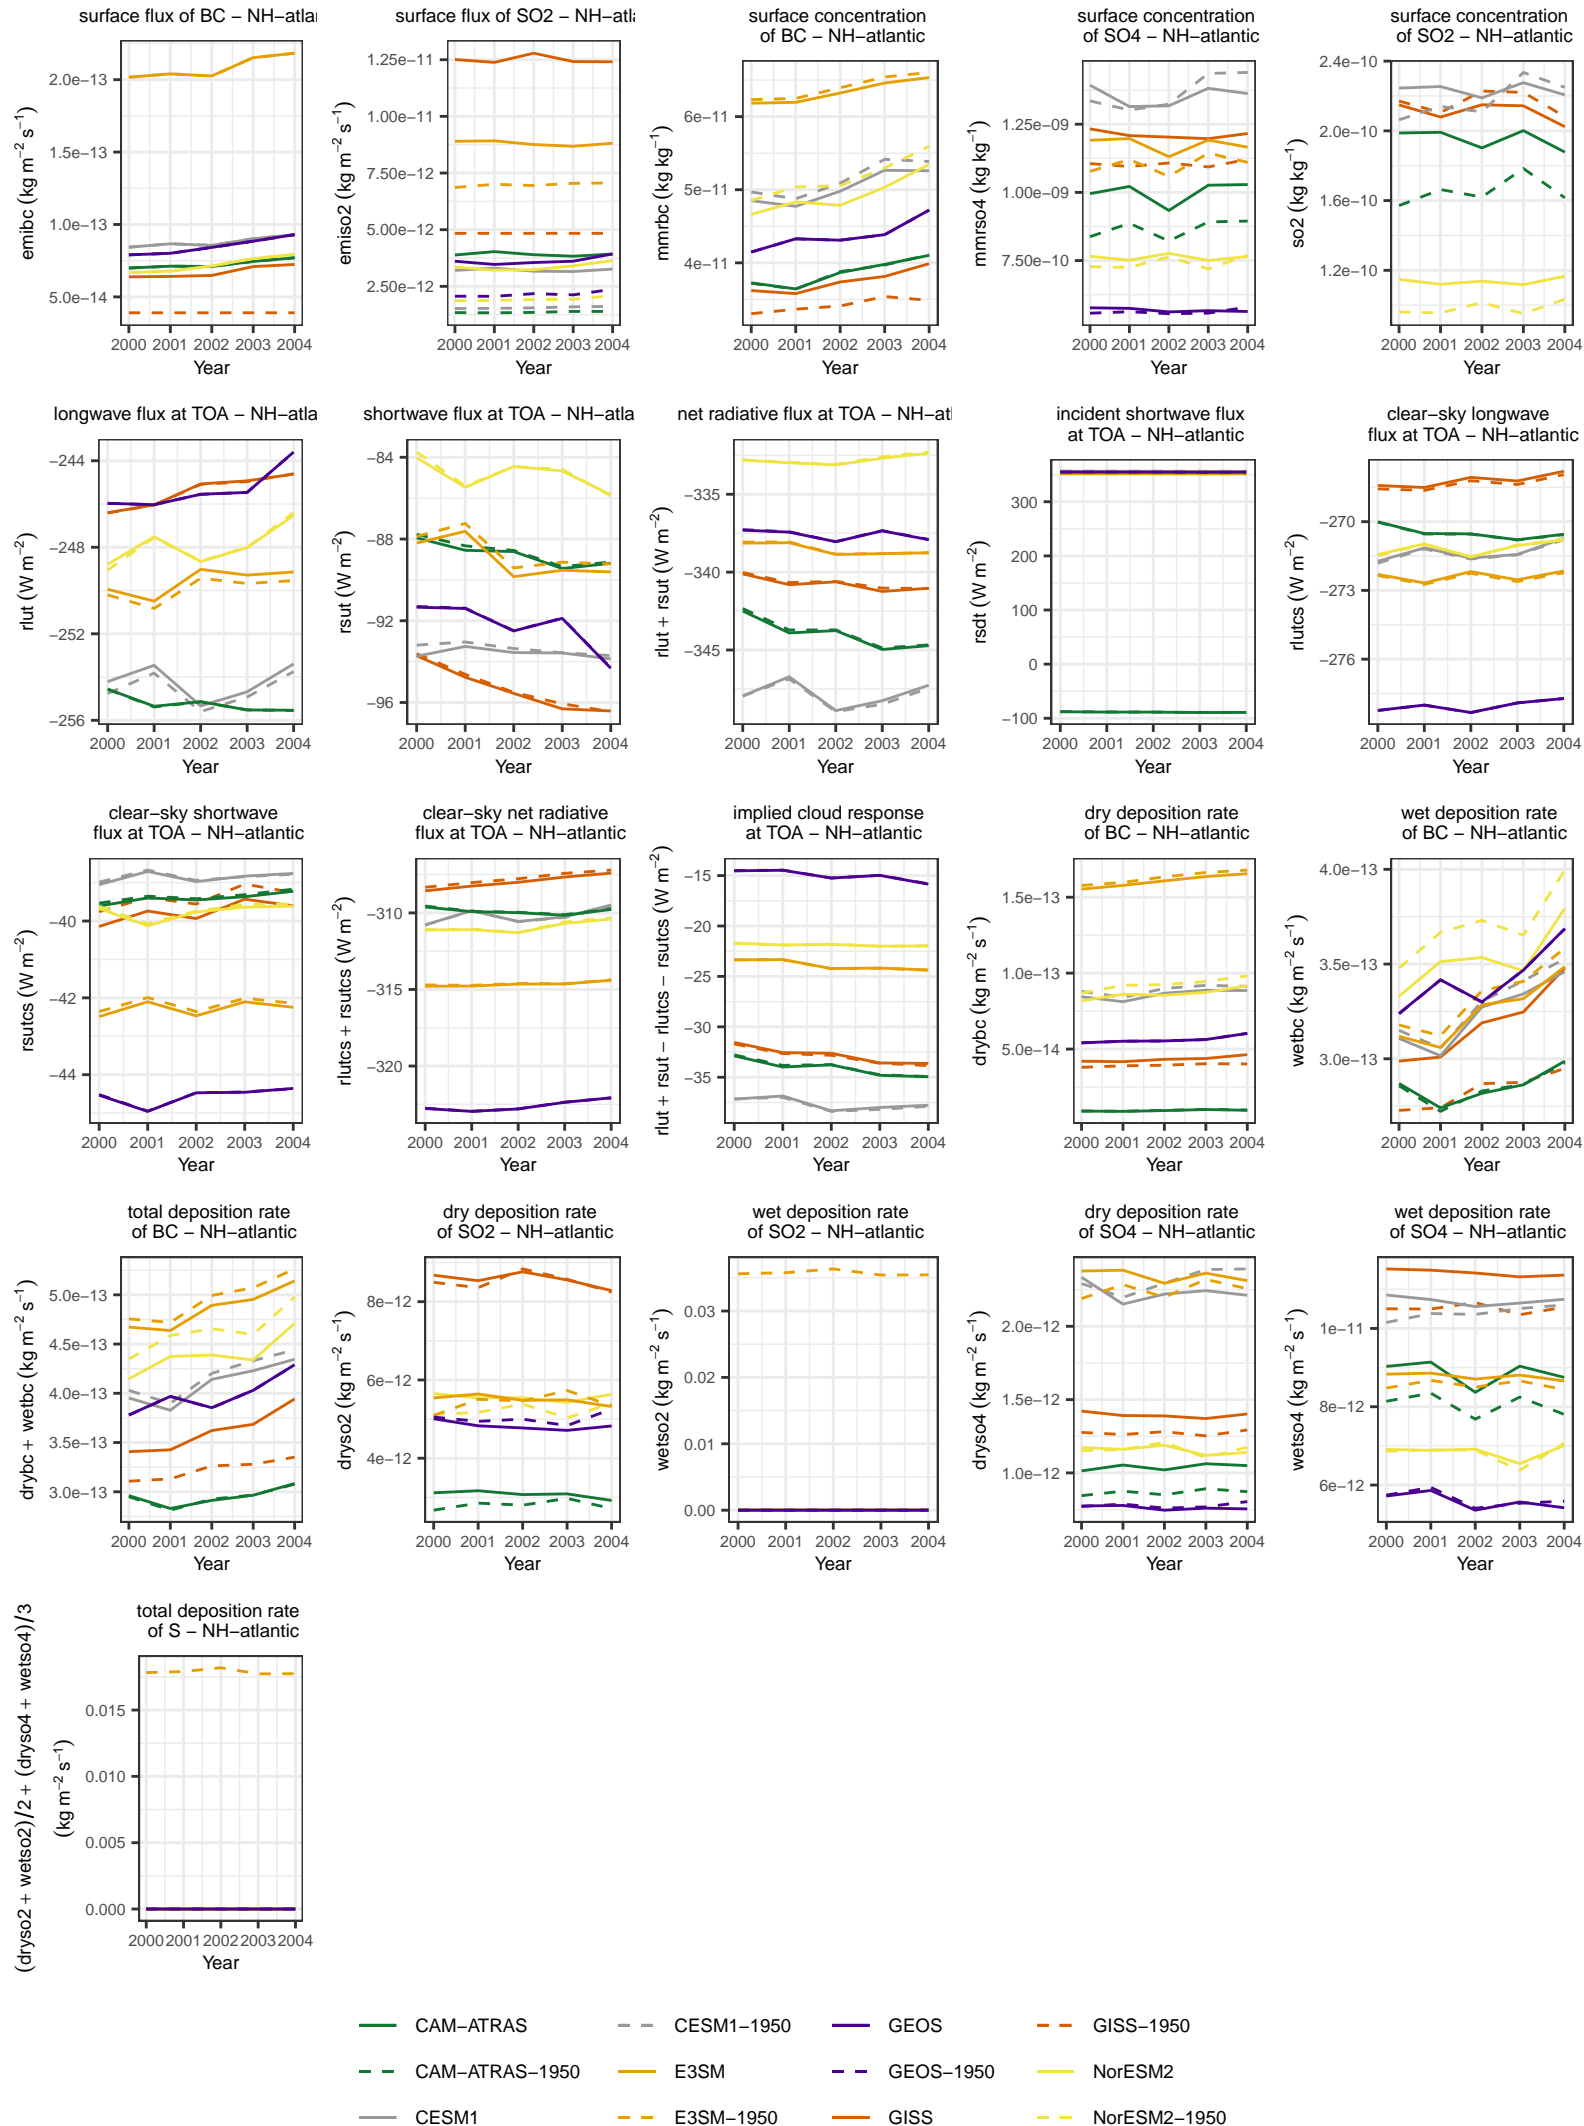 surface flux of BC − NH−atlan
surface flux of SO2 − NH−atla
surface concentration
of BC − NH−atlantic
surface concentration
of SO4 − NH−atlantic
surface concentration
of SO2 − NH−atlantic
emibc (kg m−2 s−1)
2.0e−13
1.5e−13
1.0e−13
5.0e−14
2000 2001 2002 2003 2004
Year
emiso2 (kg m−2 s−1)
1.25e−11
1.00e−11
7.50e−12
5.00e−12
2.50e−12
2000 2001 2002 2003 2004
Year
mmrbc (kg kg−1)
6e−11
5e−11
4e−11
2000 2001 2002 2003 2004
Year
mmrso4 (kg kg−1)
1.25e−09
1.00e−09
7.50e−10
2000 2001 2002 2003 2004
Year
so2 (kg kg−1)
2.4e−10
2.0e−10
1.6e−10
1.2e−10
2000 2001 2002 2003 2004
Year
longwave flux at TOA − NH−atla
shortwave flux at TOA − NH−atla
net radiative flux at TOA − NH−atl
incident shortwave flux
at TOA − NH−atlantic
clear−sky longwave
flux at TOA − NH−atlantic
rlut (W m−2)
−244
−248
−252
−256
2000 2001 2002 2003 2004
Year
rsut (W m−2)
−84
−88
−92
−96
2000 2001 2002 2003 2004
Year
rlut + rsut (W m−2)
−335
−340
−345
2000 2001 2002 2003 2004
Year
rsdt (W m−2)
300
200
100
0
−100
2000 2001 2002 2003 2004
Year
rlutcs (W m−2)
−270
−273
−276
2000 2001 2002 2003 2004
Year
clear−sky shortwave
flux at TOA − NH−atlantic
clear−sky net radiative
flux at TOA − NH−atlantic
implied cloud response
at TOA − NH−atlantic
dry deposition rate
of BC − NH−atlantic
wet deposition rate
of BC − NH−atlantic
rsutcs (W m−2)
−40
−42
−44
2000 2001 2002 2003 2004
Year
rlutcs + rsutcs (W m−2)
−310
−315
−320
2000 2001 2002 2003 2004
Year
rlut + rsut − rlutcs − rsutcs (W m−2)
−15
−20
−25
−30
−35
2000 2001 2002 2003 2004
Year
drybc (kg m−2 s−1)
1.5e−13
1.0e−13
5.0e−14
2000 2001 2002 2003 2004
Year
wetbc (kg m−2 s−1)
4.0e−13
3.5e−13
3.0e−13
2000 2001 2002 2003 2004
Year
total deposition rate
of BC − NH−atlantic
dry deposition rate
of SO2 − NH−atlantic
wet deposition rate
of SO2 − NH−atlantic
dry deposition rate
of SO4 − NH−atlantic
wet deposition rate
of SO4 − NH−atlantic
drybc + wetbc (kg m−2 s−1)
5.0e−13
4.5e−13
4.0e−13
3.5e−13
3.0e−13
2000 2001 2002 2003 2004
Year
dryso2 (kg m−2 s−1)
8e−12
6e−12
4e−12
2000 2001 2002 2003 2004
Year
wetso2 (kg m−2 s−1)
0.03
0.02
0.01
0.00
2000 2001 2002 2003 2004
Year
dryso4 (kg m−2 s−1)
2.0e−12
1.5e−12
1.0e−12
2000 2001 2002 2003 2004
Year
wetso4 (kg m−2 s−1)
1e−11
8e−12
6e−12
2000 2001 2002 2003 2004
Year
total deposition rate
of S − NH−atlantic
(dryso2 + wetso2)/2 + (dryso4 + wetso4)/3
(kg m−2 s−1)
0.015
0.010
0.005
0.000
2000 2001 2002 2003 2004
Year
CAM−ATRAS
CESM1−1950
GEOS
GISS−1950
CAM−ATRAS−1950
E3SM
GEOS−1950
NorESM2
CESM1
E3SM−1950
GISS
NorESM2−1950